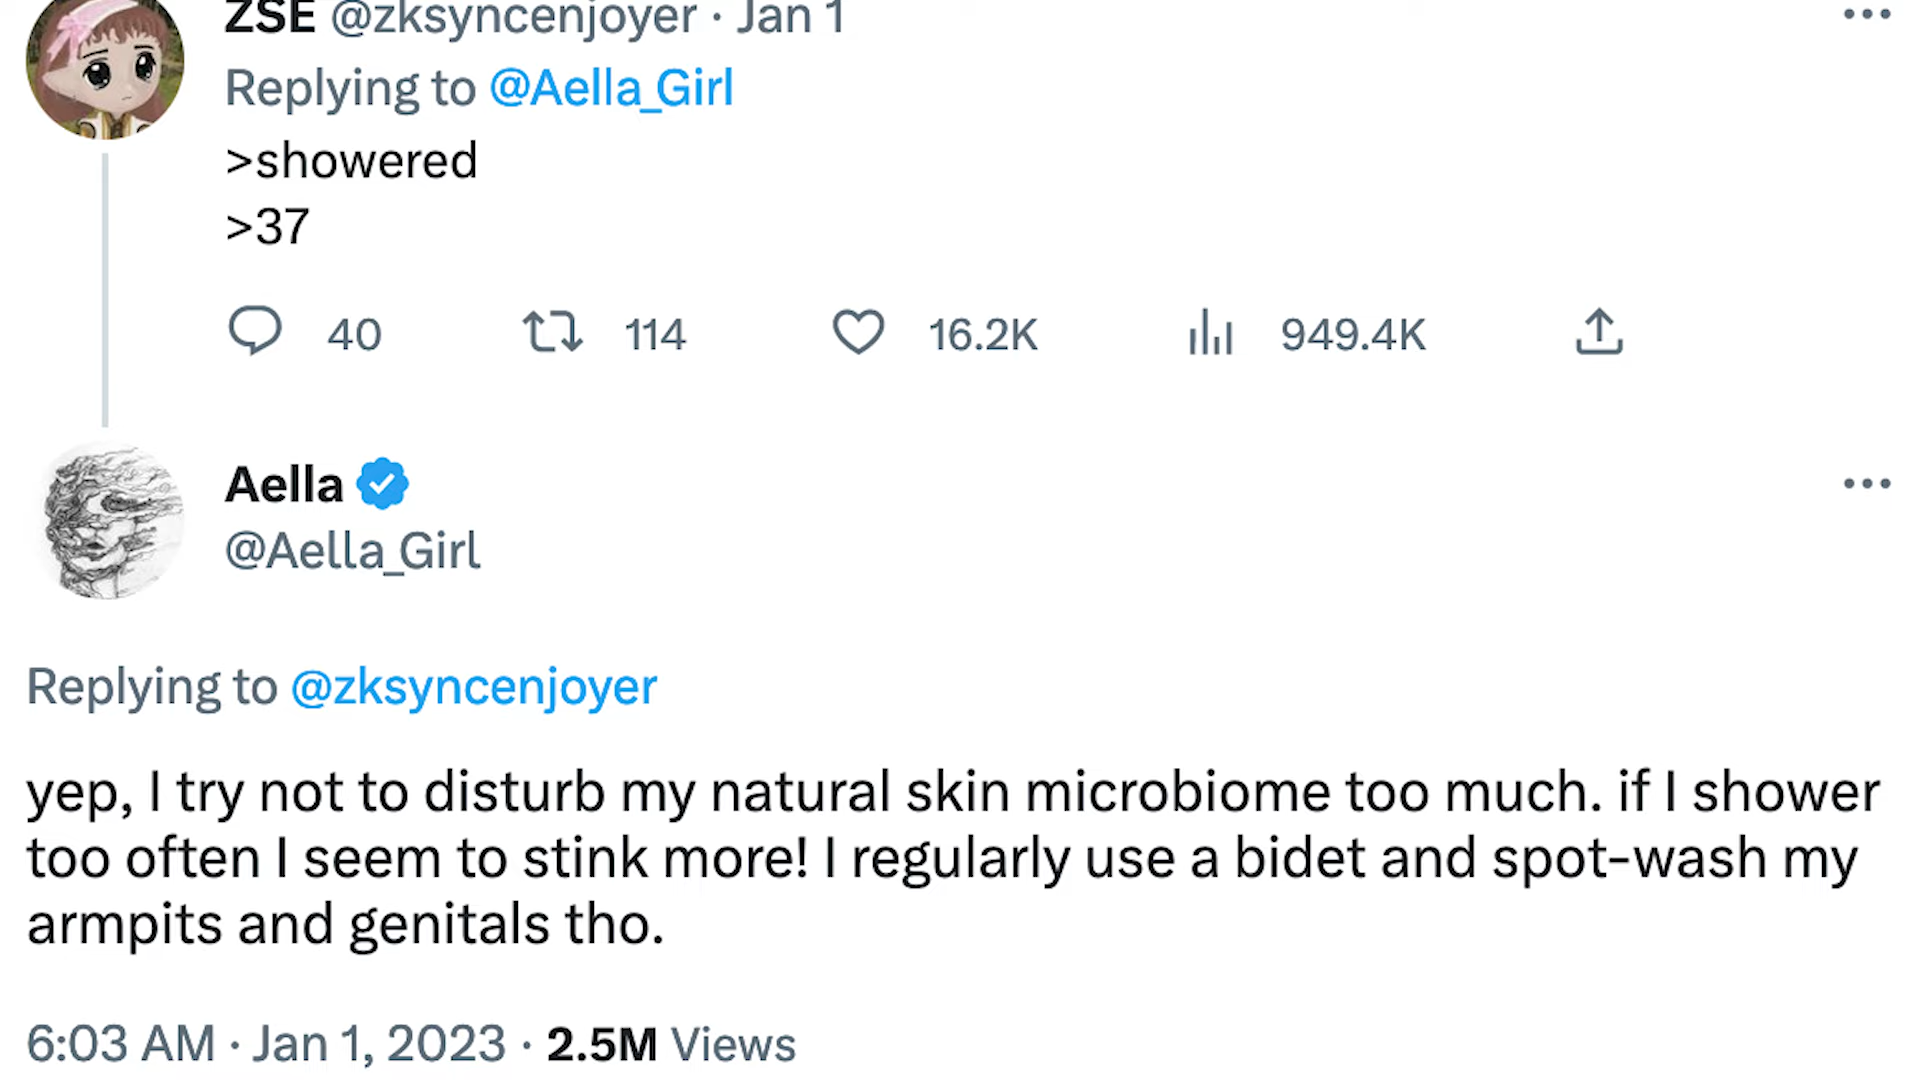 ZSE @zksyncenjoyer · Jan 1
Replying to @Aella_Girl
>showered
>37
40 114 16.2K 949.4K
Aella
@Aella_Girl
Replying to @zksyncenjoyer
yep, I try not to disturb my natural skin microbiome too much. if I shower
too often I seem to stink more! I regularly use a bidet and spot-wash my
armpits and genitals tho.
6:03 AM · Jan 1, 2023 · 2.5M Views